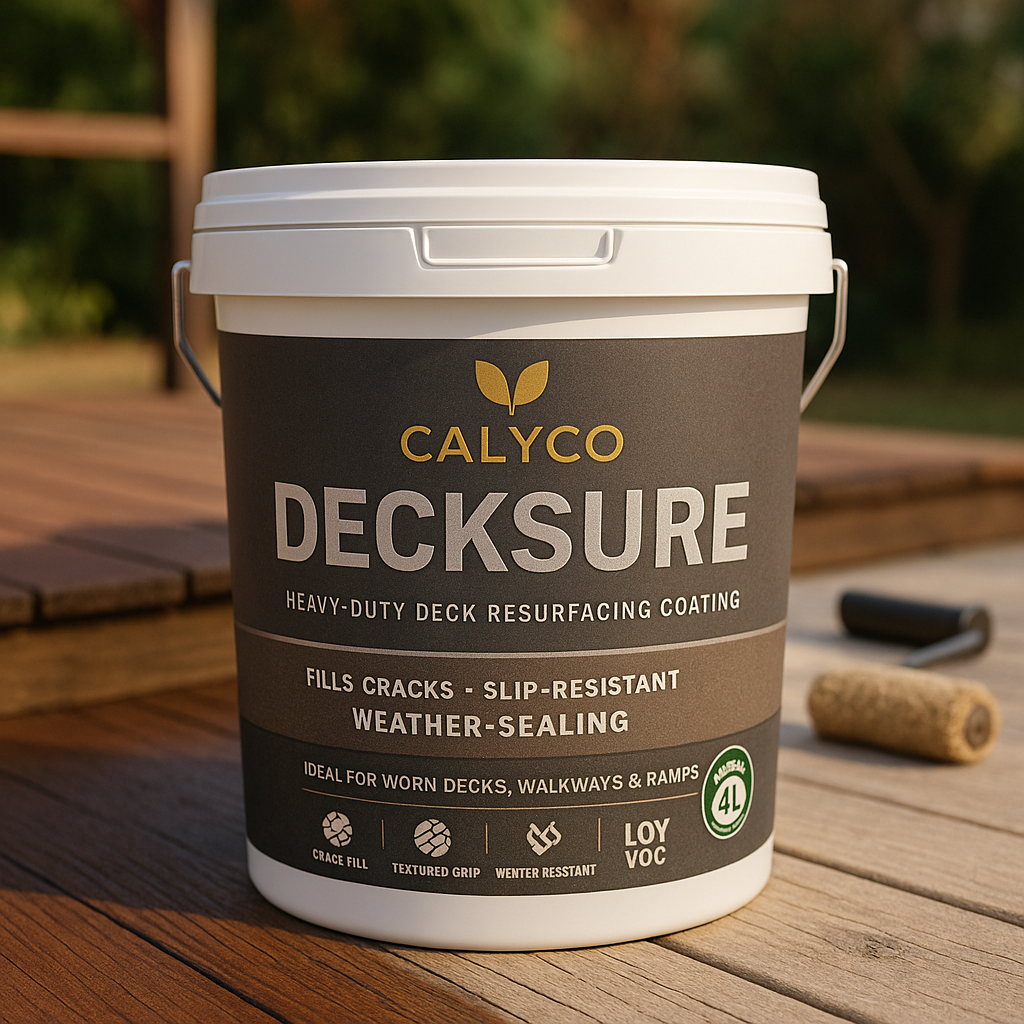 CALYCO
DECKSURE
HEAVY-DUTY DECK RESURFACING COATING
FILLS CRACKS - SLIP-RESISTANT
WEATHER-SEALING
IDEAL FOR WORN DECKS, WALKWAYS & RAMPS
4L
CRACE FILL
TEXTURED GRIP
WENTER RESSTANT
LOY
VOC